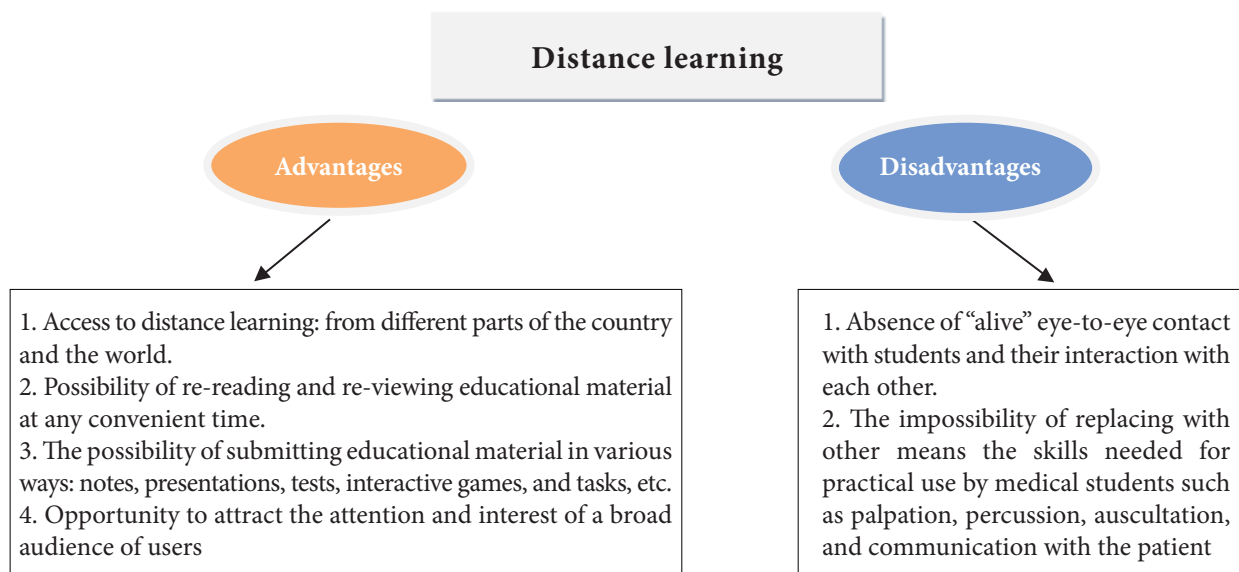 Distance learning
Advantages
Disadvantages
1. Access to distance learning: from different parts of the country
and the world.
2. Possibility of re-reading and re-viewing educational material
at any convenient time.
3. The possibility of submitting educational material in various
ways: notes, presentations, tests, interactive games, and tasks, etc.
4. Opportunity to attract the attention and interest of a broad
audience of users
1. Absence of “alive” eye-to-eye contact
with students and their interaction with
each other.
2. The impossibility of replacing with
other means the skills needed for
practical use by medical students such
as palpation, percussion, auscultation,
and communication with the patient